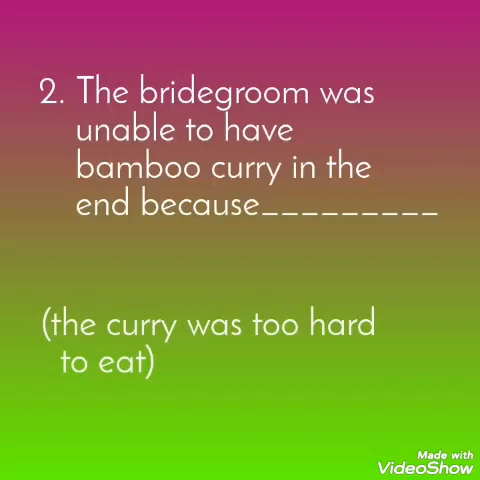 2. The bridegroom was
unable to have
bamboo curry in the
end because_________
(the curry was too hard
to eat)
Made with
VideoShow